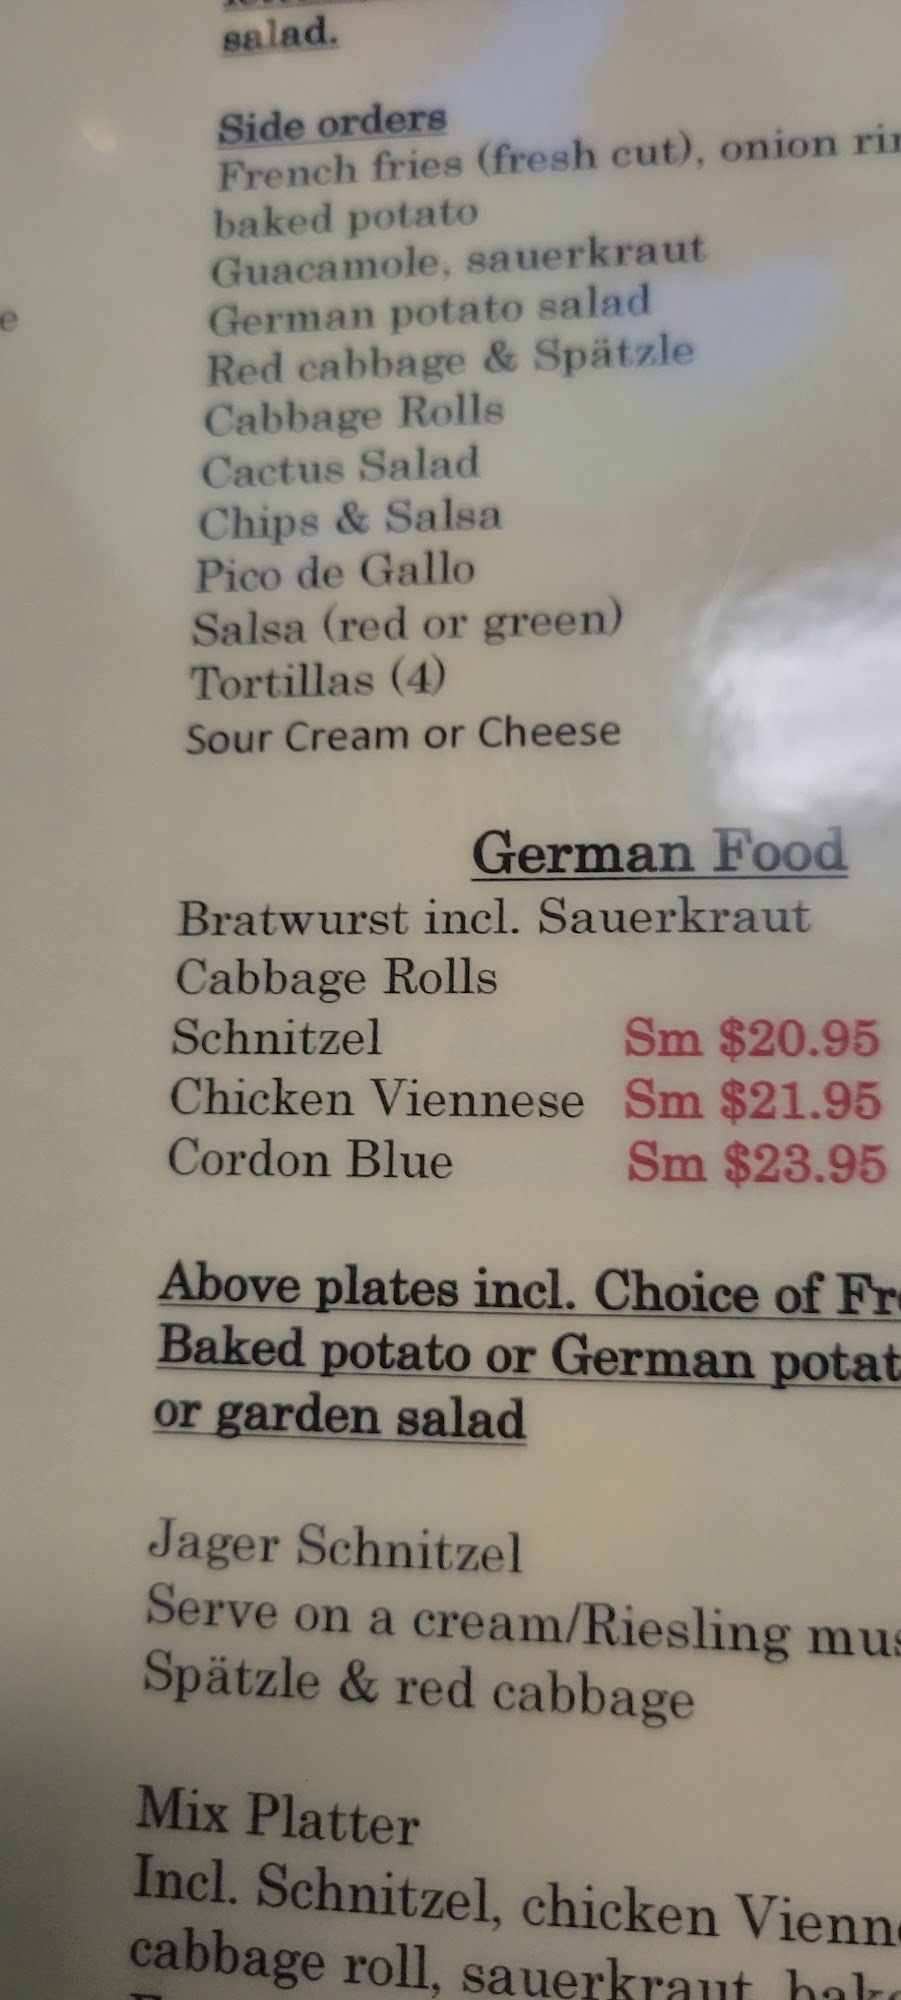 salad.
Side orders
French fries (fresh cut), onion
baked potato
Guacamole, sauerkraut
German potato salad
e
Red cabbage & Spätzle
Cabbage Rolls
Cactus Salad
Chips & Salsa
Pico de Gallo
Salsa (red or green)
Tortillas (4)
Sour Cream or Cheese
German Food
Bratwurst incl. Sauerkraut
Cabbage Rolls
Schnitzel Sm $20.95
Chicken Viennese Sm $21.95
Cordon Blue Sm $23.95
Above plates incl. Choice of
Baked potato or German
or garden salad
Jager Schnitzel
Serve on a cream/Riesling
Spätzle & red cabbage
Mix Platter
Incl. Schnitzel, chicken
cabbage roll, sauerkraut,